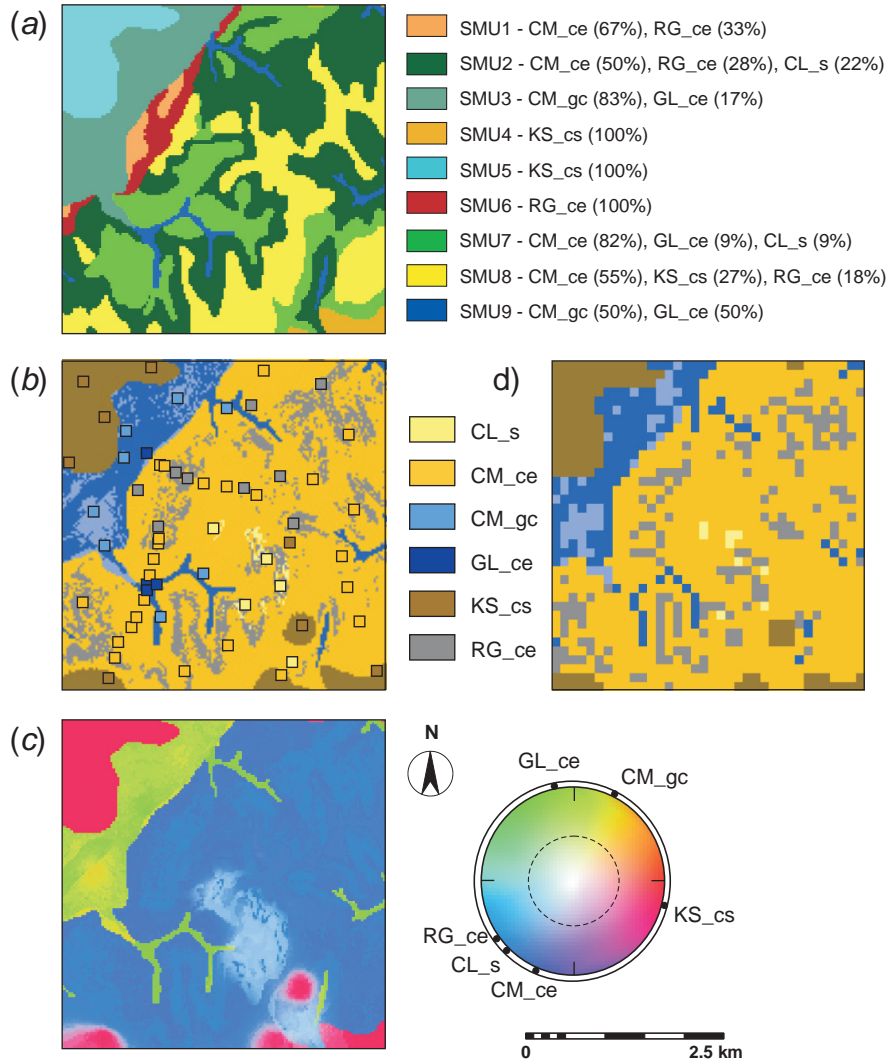 (a)
SMU1 - CM_ce (67%), RG_ce (33%)
SMU2 - CM_ce (50%), RG_ce (28%), CL_s (22%)
SMU3 - CM_gc (83%), GL_ce (17%)
SMU4 - KS_cs (100%)
SMU5 - KS_cs (100%)
SMU6 - RG_ce (100%)
SMU7 - CM_ce (82%), GL_ce (9%), CL_s (9%)
SMU8 - CM_ce (55%), KS_cs (27%), RG_ce (18%)
SMU9 - CM_gc (50%), GL_ce (50%)
(b)
CL_s
CM_ce
CM_gc
GL_ce
KS_cs
RG_ce
d)
(c)
N
GL_ce
CM_gc
KS_cs
RG_ce
CL_s
CM_ce
0 2.5 km